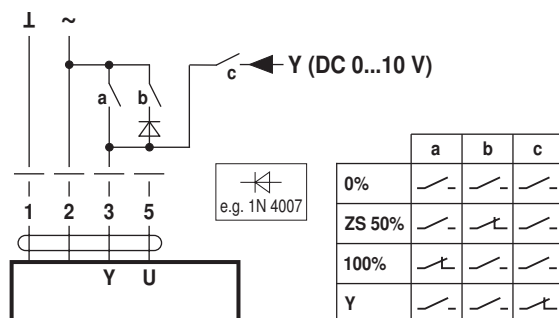 ⊥ ~
c Y (DC 0...10 V)
a b
a b c
0%
e.g. 1N 4007
ZS 50%
1 2 3 5
100%
Y U
Y